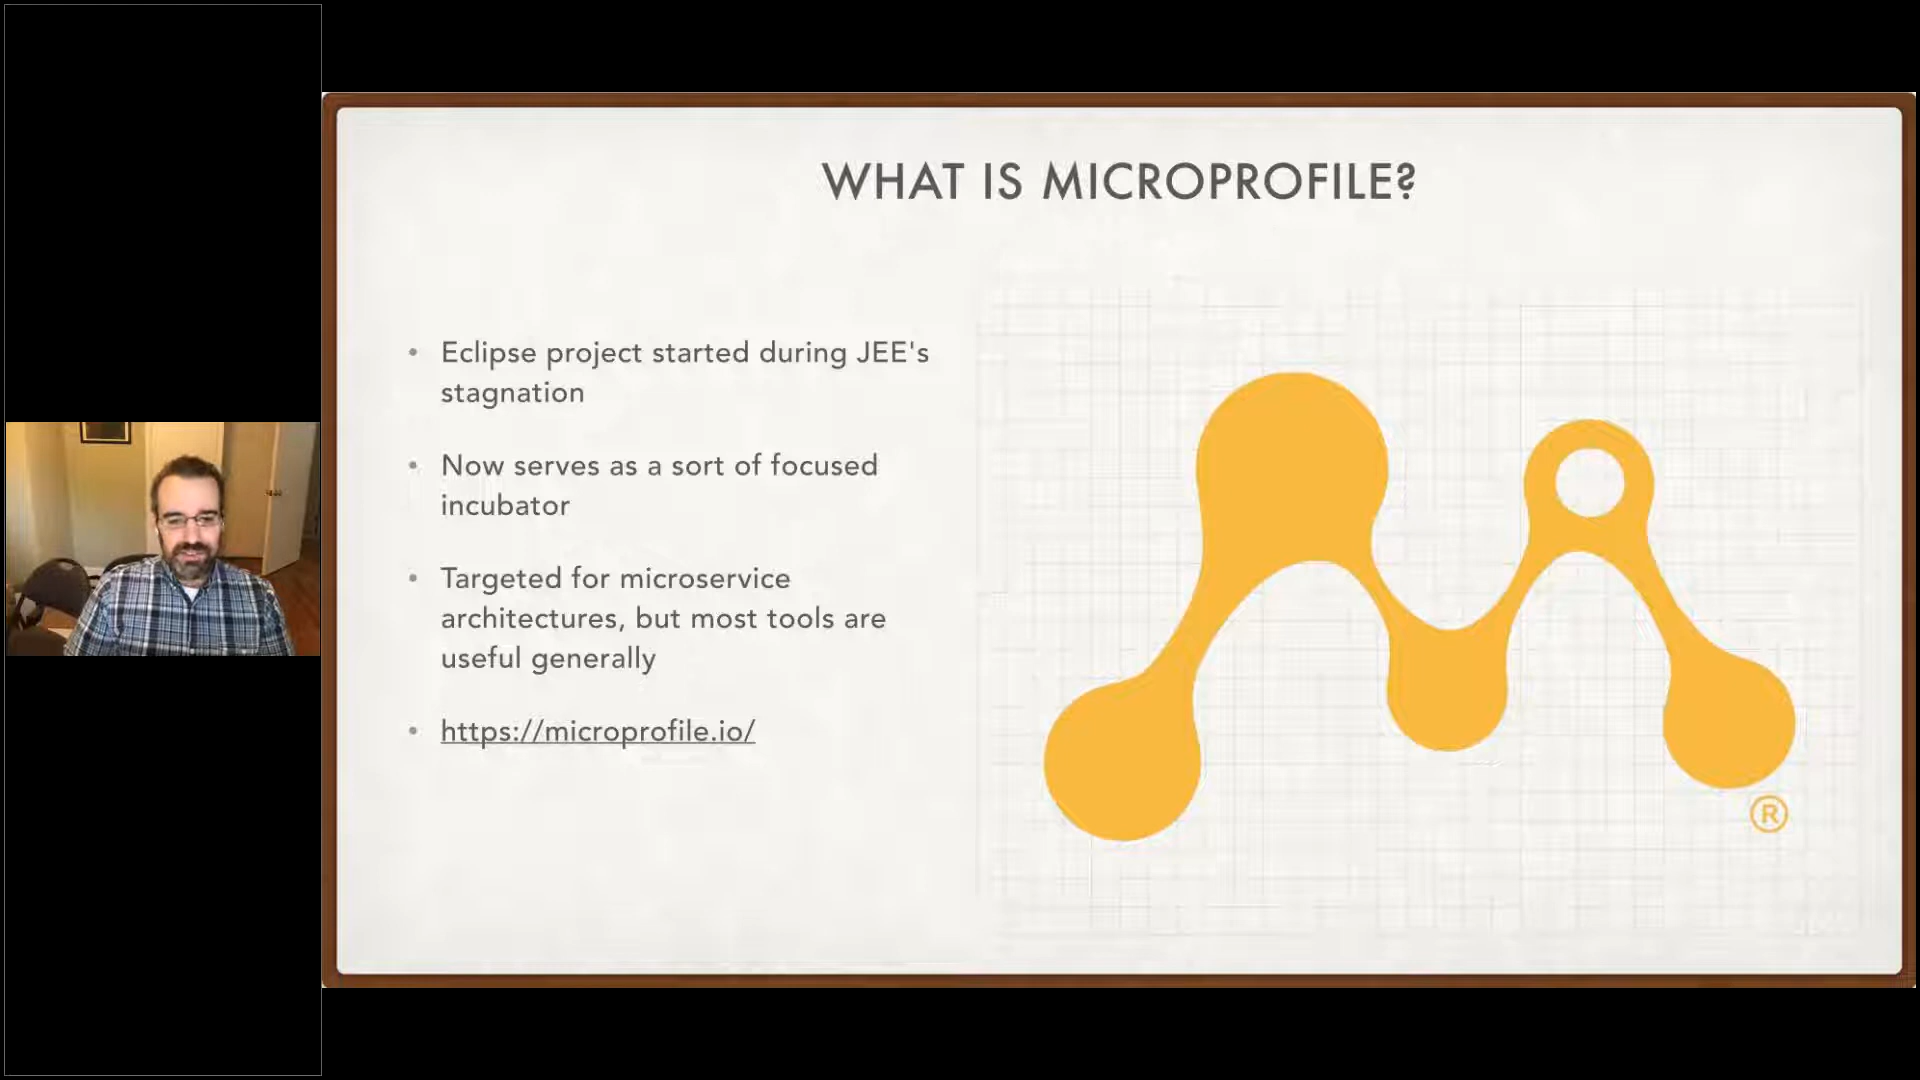 WHAT IS MICROPROFILE?
• Eclipse project started during JEE's
stagnation
• Now serves as a sort of focused
incubator
• Targeted for microservice
architectures, but most tools are
useful generally
• https://microprofile.io/
®